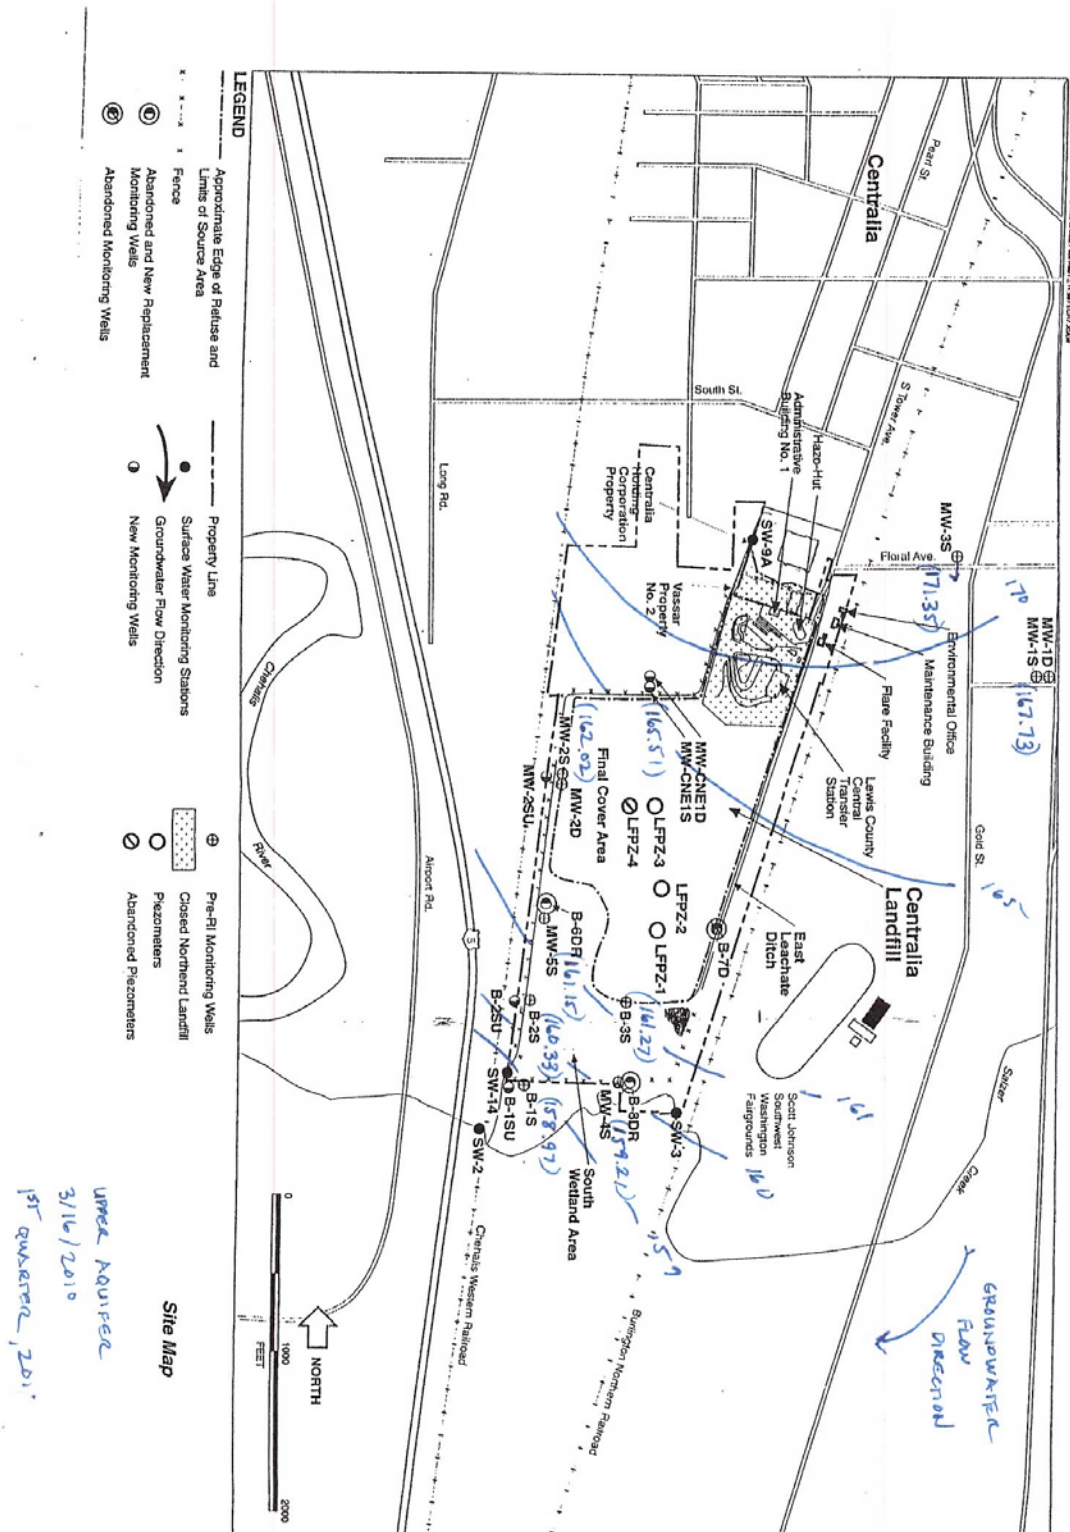 Centralia
Pearl St.
S Tower Ave.
South St.
Long Rd.
Floral Ave.
Gold St.
Airport Rd.
Administrative
Building No. 1
Hazo-Hut
Centralia
Holding
Corporation
Property
SW-9A
Vassar
Property
No. 2
MW-3S
(171.35)
170
MW-1D
MW-1S
(167.73)
Environmental Office
Maintenance Building
Flare Facility
Lewis County
Central
Transfer
Station
Centralia
Landfill
165
MW-CNE1D
MW-CNE1S
(165.51)
MW-2S
(162.02)
MW-2D
MW-2SU
Final Cover Area
LFPZ-3
LFPZ-4
LFPZ-2
LFPZ-1
B-7D
East
Leachate
Ditch
B-6DR
MW-5S
(161.15)
B-3S
(161.27)
B-2S
(160.33)
B-2SU
SW-14
B-1S
(158.97)
B-1SU
B-8DR
MW-4S
(159.21)
SW-3
SW-2
South
Wetland Area
Scott Johnson
Southwest
Washington
Fairgrounds
161
160
Salzer
Creek
Chehalis
River
5
Chehalis Western Railroad
Burlington Northern Railroad
GROUNDWATER
FLOW
DIRECTION
NORTH
0
1000
2000
FEET
LEGEND
Approximate Edge of Refuse and
Limits of Source Area
Fence
Abandoned and New Replacement
Monitoring Wells
Abandoned Monitoring Wells
Property Line
Surface Water Monitoring Stations
Groundwater Flow Direction
New Monitoring Wells
Pre-RI Monitoring Wells
Closed Northend Landfill
Piezometers
Abandoned Piezometers
Site Map
UPPER AQUIFER
3/16/2010
1ST QUARTER,